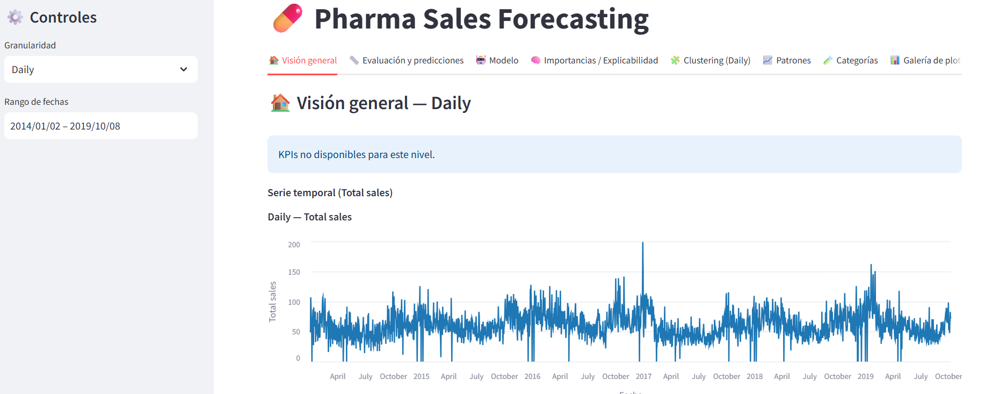 Controles
Granularidad
Daily
Rango de fechas
2014/01/02 – 2019/10/08
Pharma Sales Forecasting
Visión general Evaluación y predicciones Modelo Importancias / Explicabilidad Clustering (Daily) Patrones Categorías Galería de plot
Visión general — Daily
KPIs no disponibles para este nivel.
Serie temporal (Total sales)
Daily — Total sales
Total sales
200
150
100
50
0
April July October 2015 April July October 2016 April July October 2017 April July October 2018 April July October 2019 April July October